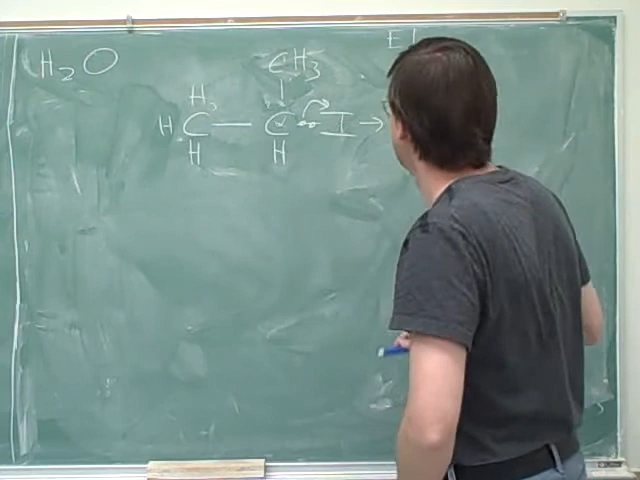 E1
H₂O
CH₃
H
H C — C I →
H H